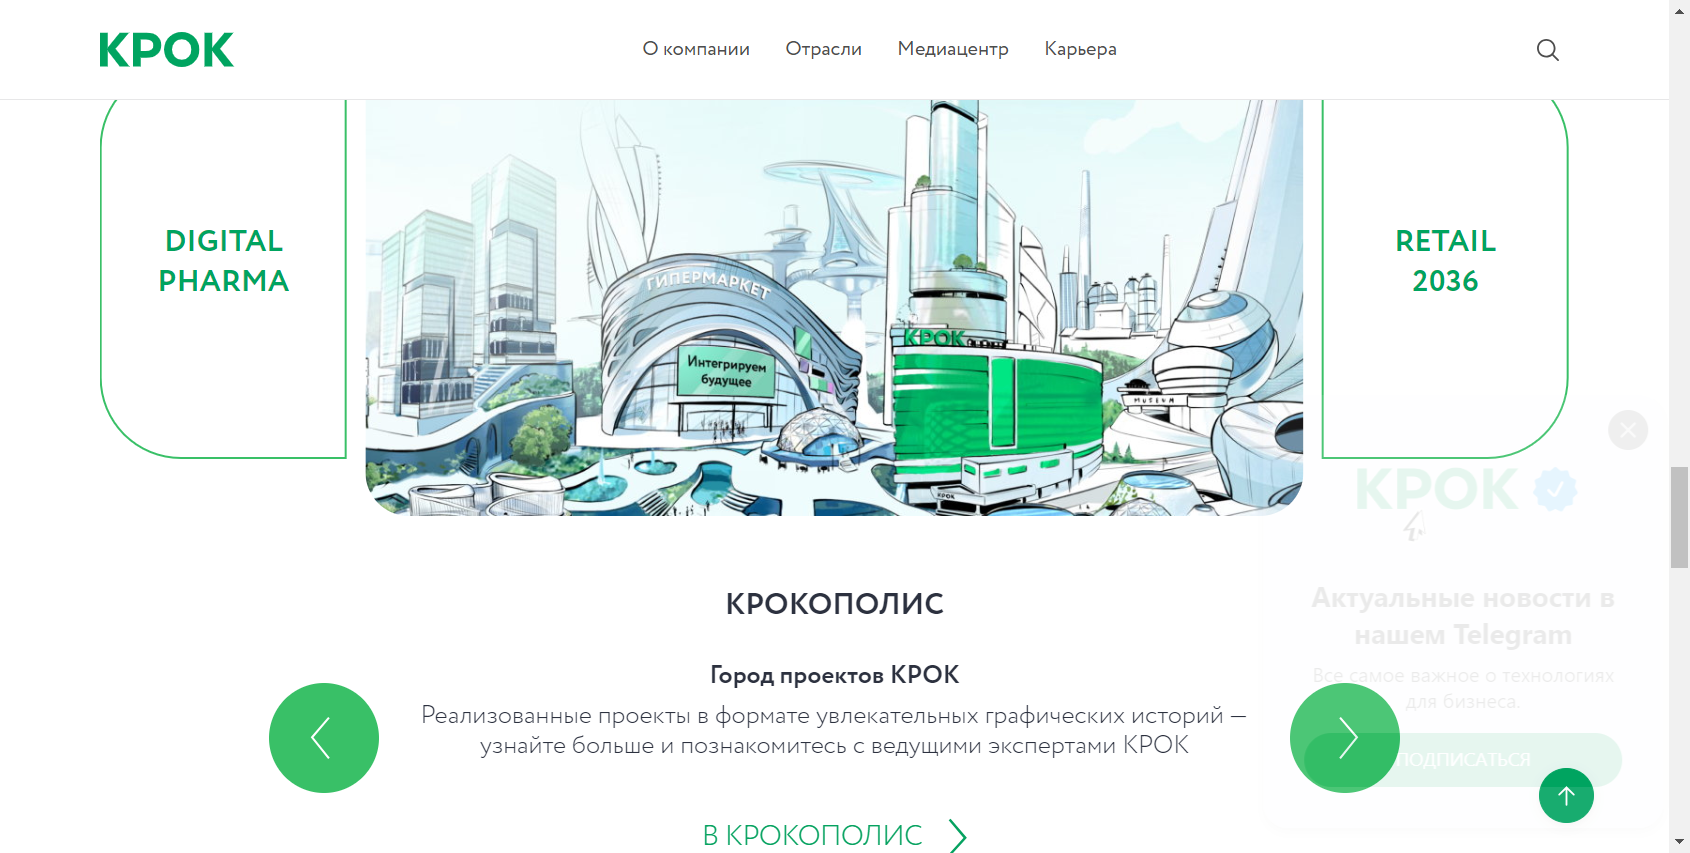 КРОК
О компании
Отрасли
Медиацентр
Карьера
DIGITAL
PHARMA
ГИПЕРМАРКЕТ
Интегрируем
будущее
КРОК
MUSEUM
КРОК
RETAIL
2036
КРОКОПОЛИС
Город проектов КРОК
Реализованные проекты в формате увлекательных графических историй —
узнайте больше и познакомитесь с ведущими экспертами КРОК
В КРОКОПОЛИС
КРОК
Актуальные новости в
нашем Telegram
Все самое важное о технологиях
для бизнеса.
ПОДПИСАТЬСЯ